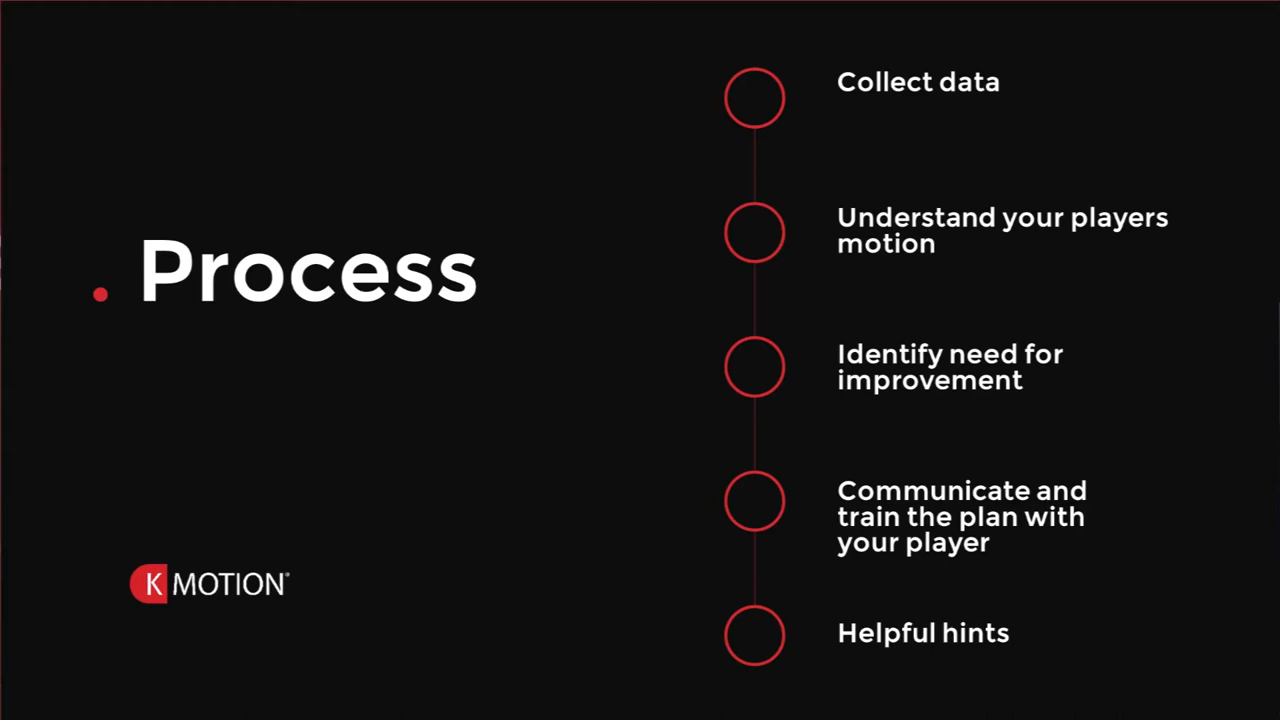 Collect data
Understand your players
motion
. Process
Identify need for
improvement
Communicate and
train the plan with
your player
K MOTION®
Helpful hints